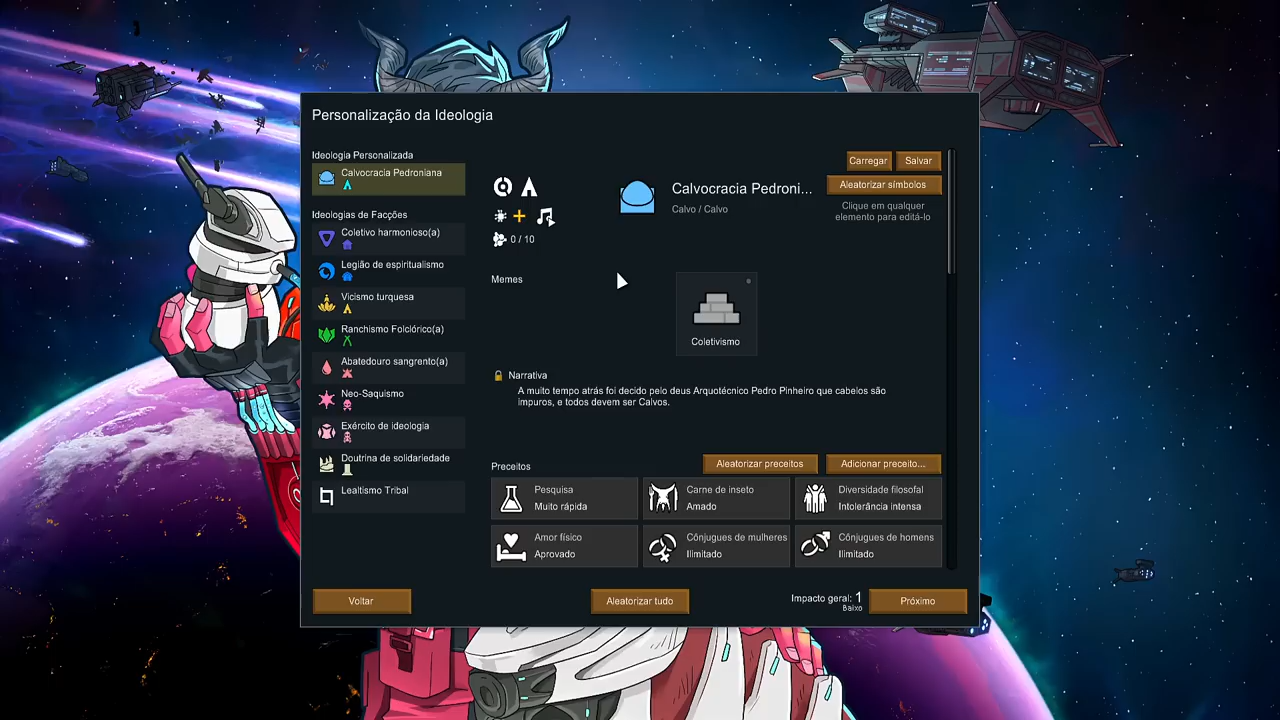 Personalização da Ideologia
Ideologia Personalizada
Calvocracia Pedroniana
Ideologias de Facções
Coletivo harmonioso(a)
Legião de espiritualismo
Vicismo turquesa
Ranchismo Folclórico(a)
Abatedouro sangrento(a)
Neo-Saquismo
Exército de ideologia
Doutrina de solidariedade
Lealtismo Tribal
0 / 10
Calvocracia Pedroni...
Calvo / Calvo
Carregar
Salvar
Aleatorizar símbolos
Clique em qualquer
elemento para editá-lo
Memes
Coletivismo
Narrativa
A muito tempo atrás foi decido pelo deus Arquotécnico Pedro Pinheiro que cabelos são
impuros, e todos devem ser Calvos.
Preceitos
Aleatorizar preceitos
Adicionar preceito...
Pesquisa
Muito rápida
Carne de inseto
Amado
Diversidade filosofal
Intolerância intensa
Amor físico
Aprovado
Cônjugues de mulheres
Ilimitado
Cônjugues de homens
Ilimitado
Voltar
Aleatorizar tudo
Impacto geral: 1
Baixo
Próximo